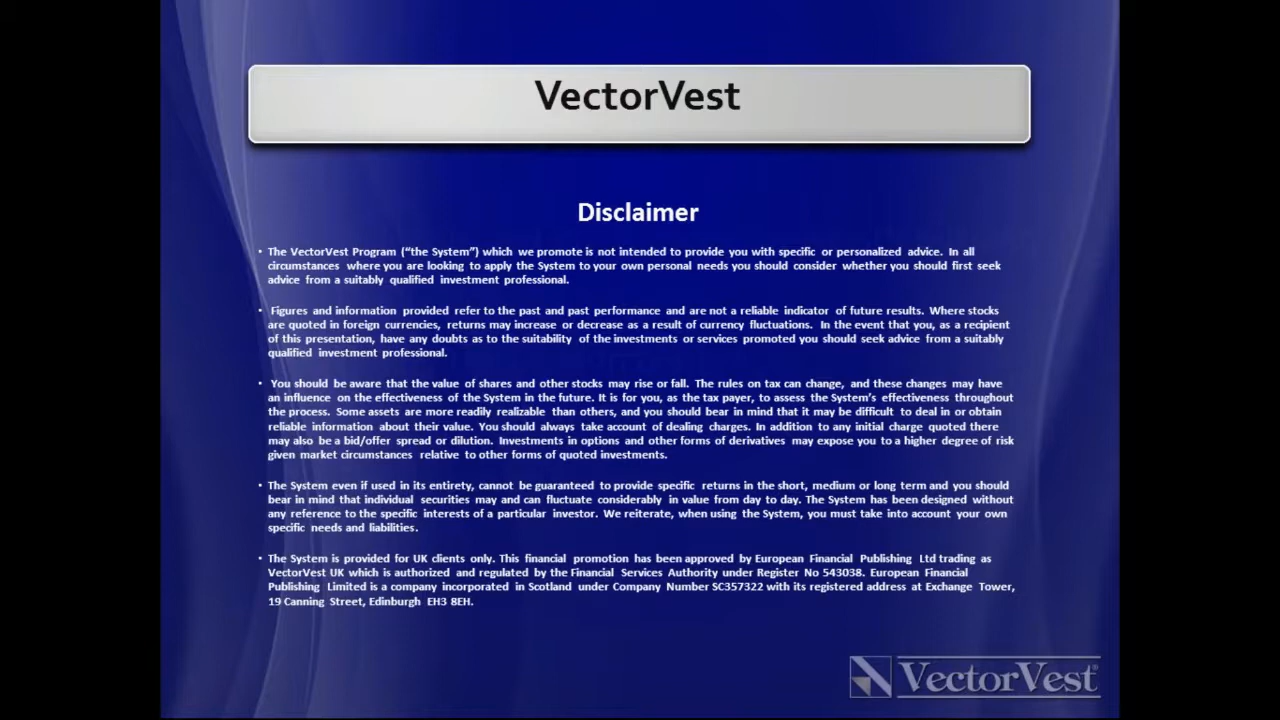 VectorVest
Disclaimer
• The VectorVest Program (“the System”) which we promote is not intended to provide you with specific or personalized advice. In all
circumstances where you are looking to apply the System to your own personal needs you should consider whether you should first seek
advice from a suitably qualified investment professional.
• Figures and information provided refer to the past and past performance and are not a reliable indicator of future results. Where stocks
are quoted in foreign currencies, returns may increase or decrease as a result of currency fluctuations. In the event that you, as a recipient
of this presentation, have any doubts as to the suitability of the investments or services promoted you should seek advice from a suitably
qualified investment professional.
• You should be aware that the value of shares and other stocks may rise or fall. The rules on tax can change, and these changes may have
an influence on the effectiveness of the System in the future. It is for you, as the tax payer, to assess the System’s effectiveness throughout
the process. Some assets are more readily realizable than others, and you should bear in mind that it may be difficult to deal in or obtain
reliable information about their value. You should always take account of dealing charges. In addition to any initial charge quoted there
may also be a bid/offer spread or dilution. Investments in options and other forms of derivatives may expose you to a higher degree of risk
given market circumstances relative to other forms of quoted investments.
• The System even if used in its entirety, cannot be guaranteed to provide specific returns in the short, medium or long term and you should
bear in mind that individual securities may and can fluctuate considerably in value from day to day. The System has been designed without
any reference to the specific interests of a particular investor. We reiterate, when using the System, you must take into account your own
specific needs and liabilities.
• The System is provided for UK clients only. This financial promotion has been approved by European Financial Publishing Ltd trading as
VectorVest UK which is authorized and regulated by the Financial Services Authority under Register No 543038. European Financial
Publishing Limited is a company incorporated in Scotland under Company Number SC357322 with its registered address at Exchange Tower,
19 Canning Street, Edinburgh EH3 8EH.
VectorVest®